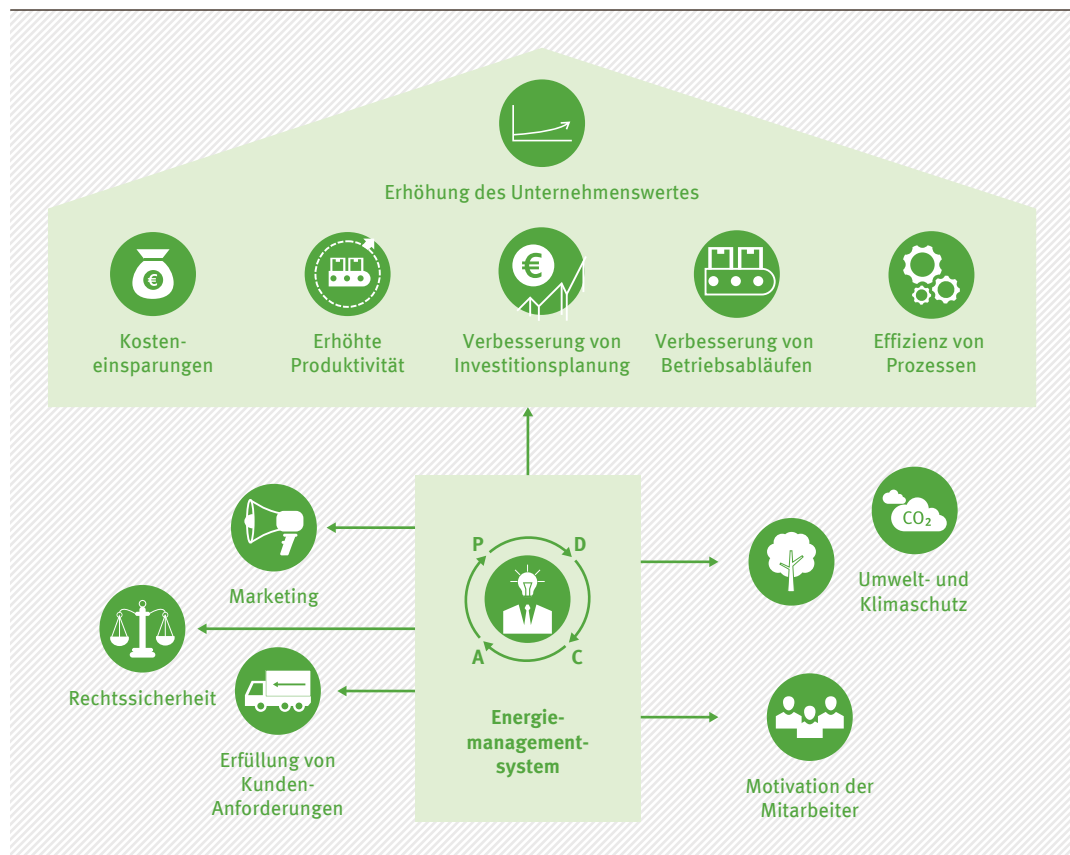 Erhöhung des Unternehmenswertes
€
€
Kosten-
einsparungen
Erhöhte
Produktivität
Verbesserung von
Investitionsplanung
Verbesserung von
Betriebsabläufen
Effizienz von
Prozessen
Marketing
Rechtssicherheit
Erfüllung von
Kunden-
Anforderungen
P
D
A
C
Energie-
management-
system
CO₂
Umwelt- und
Klimaschutz
Motivation der
Mitarbeiter